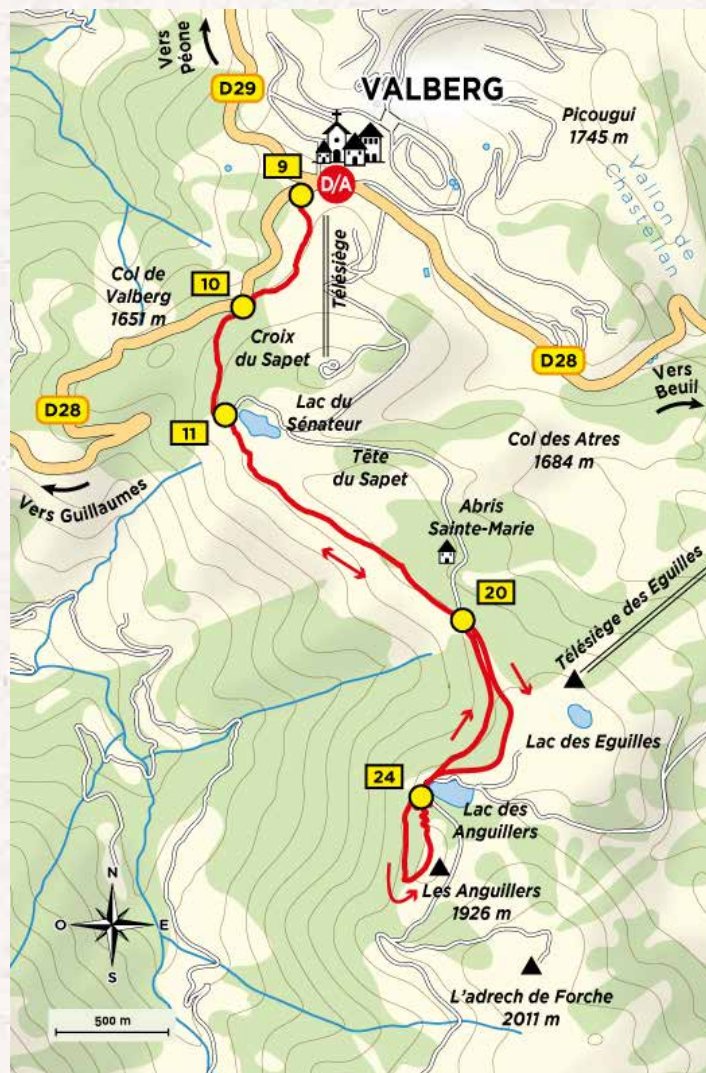 Vers
Péone
D29
VALBERG
Picougui
1745 m
9
D/A
Vallon de
Chastellan
Télésiège
Col de
Valberg
1651 m
10
Croix
du Sapet
D28
Vers
Beuil
D28
11
Lac du
Sénateur
Col des Atres
1684 m
Vers Guillaumes
Tête
du Sapet
Abris
Sainte-Marie
20
Télésiège des Eguilles
Lac des Eguilles
24
Lac des
Anguillers
Les Anguillers
1926 m
N
O
E
S
L'adrech de Forche
2011 m
500 m